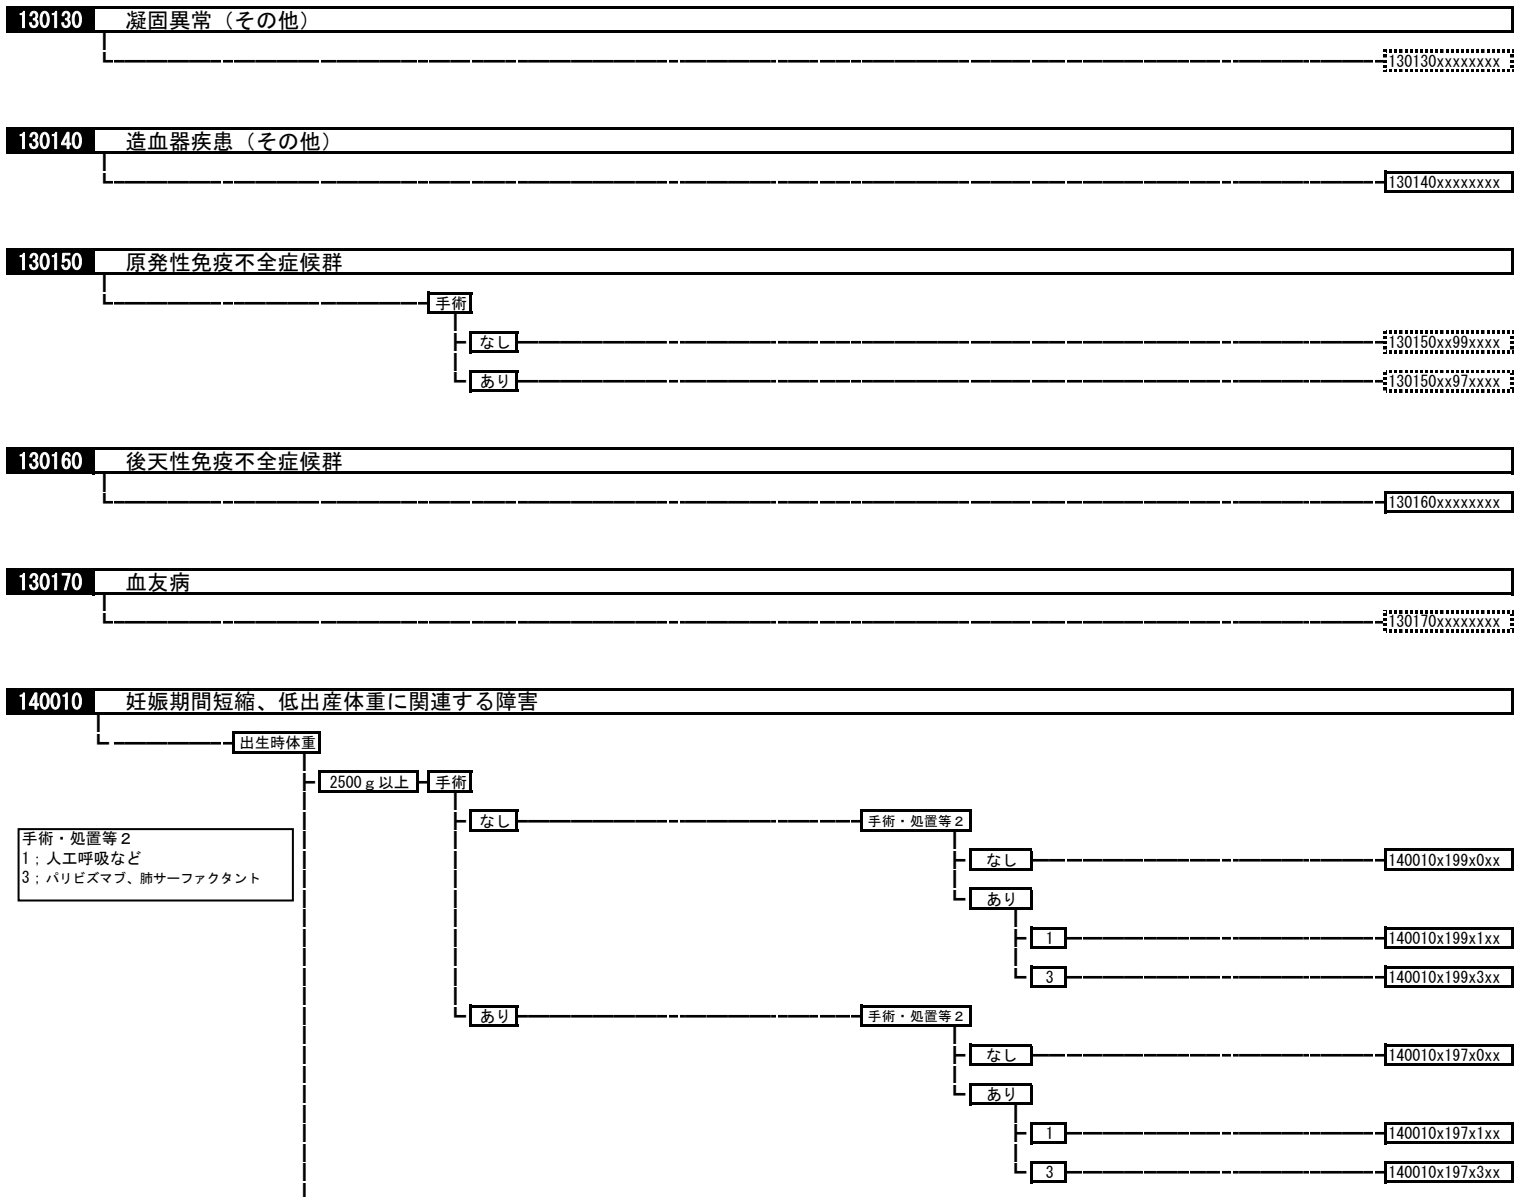 130130 凝固異常（その他）
130130xxxxxxxx
130140 造血器疾患（その他）
130140xxxxxxxx
130150 原発性免疫不全症候群
手術
なし 130150xx99xxxx
あり 130150xx97xxxx
130160 後天性免疫不全症候群
130160xxxxxxxx
130170 血友病
130170xxxxxxxx
140010 妊娠期間短縮、低出産体重に関連する障害
出生時体重
2500ｇ以上 手術
なし 手術・処置等２
手術・処置等２
1；人工呼吸など
3；パリビズマブ、肺サーファクタント
なし 140010x199x0xx
あり
1 140010x199x1xx
3 140010x199x3xx
あり 手術・処置等２
なし 140010x197x0xx
あり
1 140010x197x1xx
3 140010x197x3xx